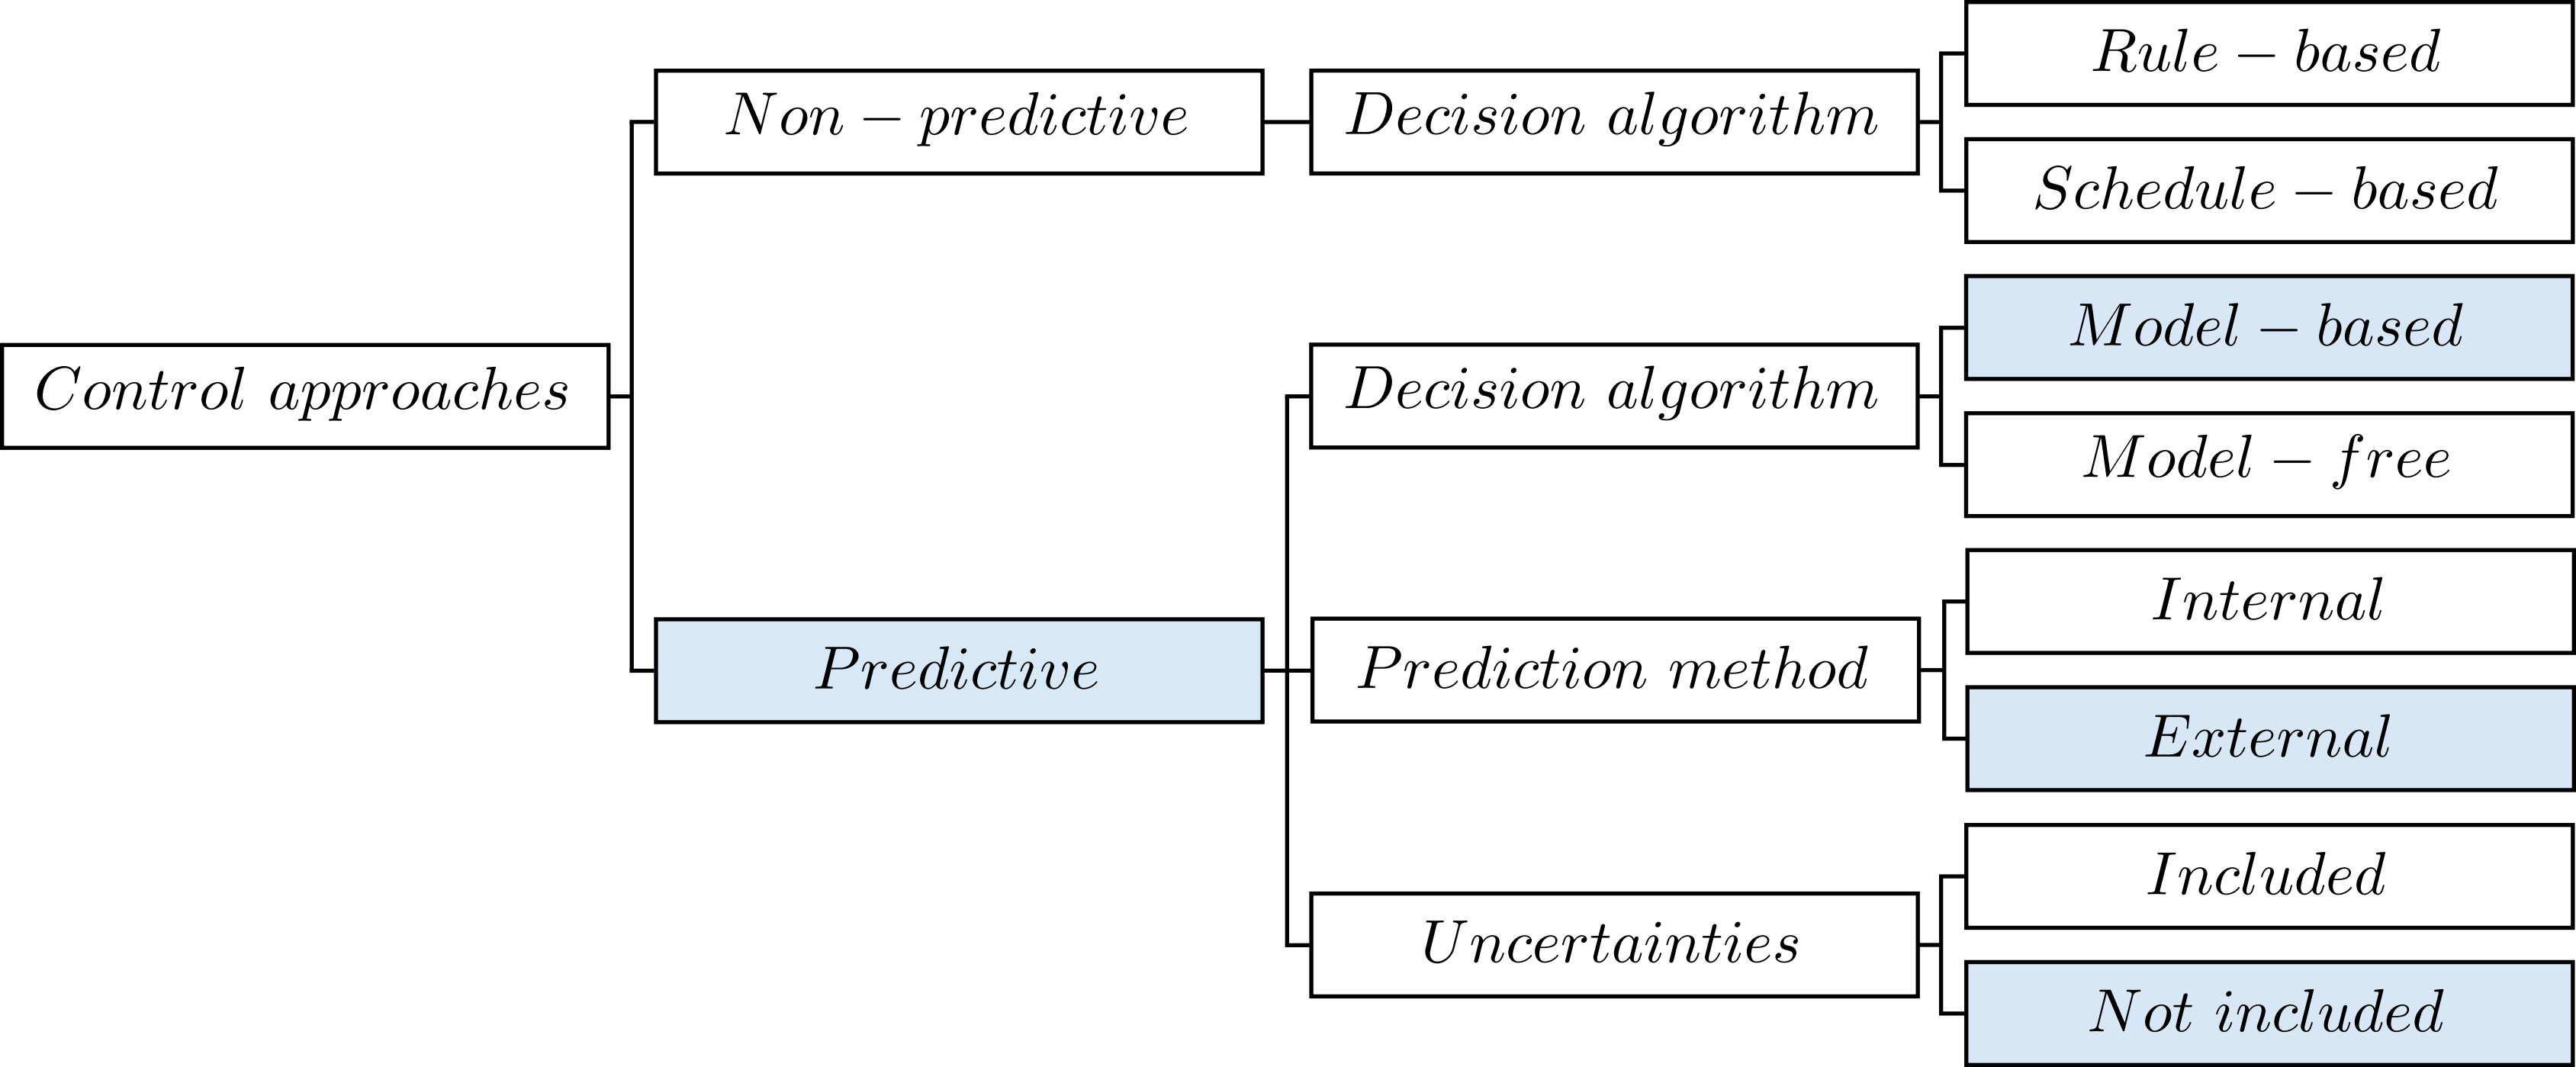 Control approaches
Non – predictive
Decision algorithm
Rule – based
Schedule – based
Predictive
Decision algorithm
Model – based
Model – free
Prediction method
Internal
External
Uncertainties
Included
Not included